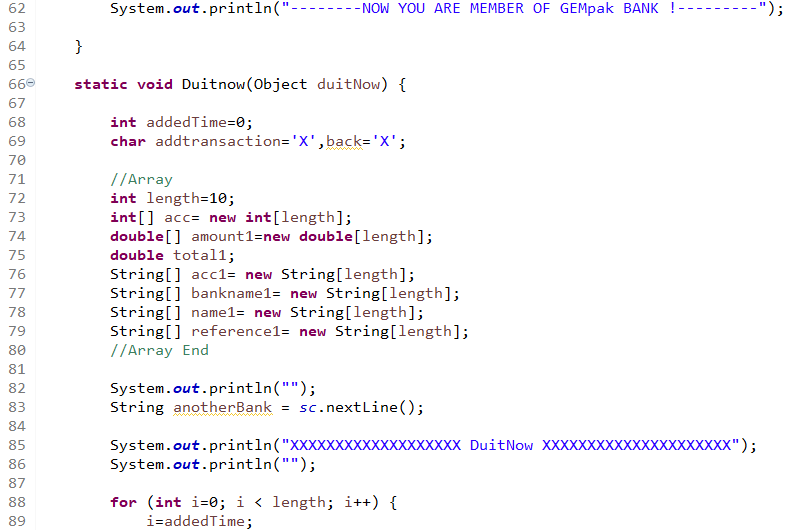 62 System.out.println("--------NOW YOU ARE MEMBER OF GEMpak BANK !---------");
63
64 }
65
66 static void Duitnow(Object duitNow) {
67
68 int addedTime=0;
69 char addtransaction='X',back='X';
70
71 //Array
72 int length=10;
73 int[] acc= new int[length];
74 double[] amount1=new double[length];
75 double total1;
76 String[] acc1= new String[length];
77 String[] bankname1= new String[length];
78 String[] name1= new String[length];
79 String[] reference1= new String[length];
80 //Array End
81
82 System.out.println("");
83 String anotherBank = sc.nextLine();
84
85 System.out.println("XXXXXXXXXXXXXXXXXXX DuitNow XXXXXXXXXXXXXXXXXXXXX");
86 System.out.println("");
87
88 for (int i=0; i < length; i++) {
89 i=addedTime;